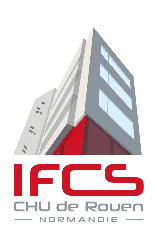 IFCS
CHU de Rouen
NORMANDIE